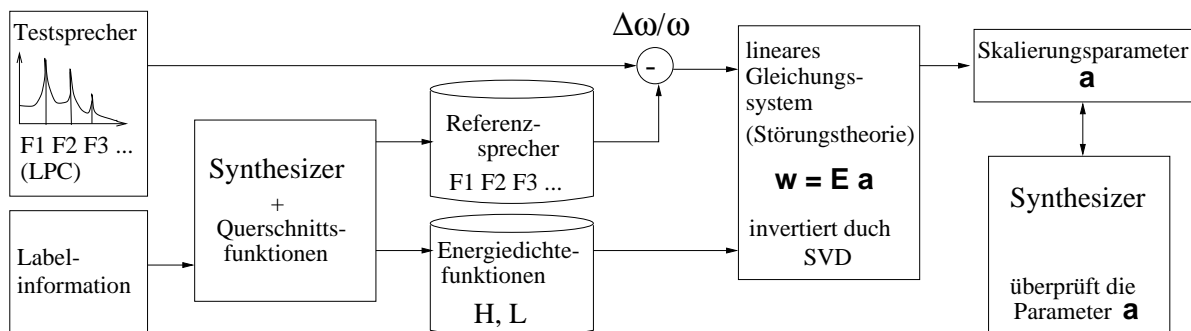 Testsprecher
F1 F2 F3 ...
(LPC)
Label-
information
Synthesizer
+
Querschnitts-
funktionen
Referenz-
sprecher
F1 F2 F3 ...
Energiedichte-
funktionen
H, L
Δω/ω
-
lineares
Gleichungs-
system
(Störungstheorie)
w = E a
invertiert duch
SVD
Skalierungsparameter
a
Synthesizer
überprüft die
Parameter a